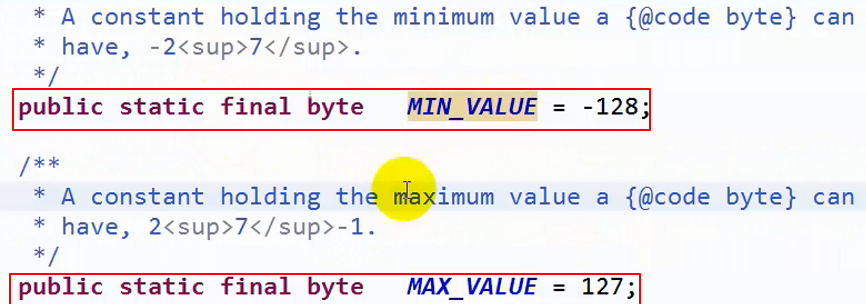 * A constant holding the minimum value a {@code byte} can
* have, -2<sup>7</sup>.
*/
public static final byte   MIN_VALUE = -128;
/**
* A constant holding the maximum value a {@code byte} can
* have, 2<sup>7</sup>-1.
*/
public static final byte   MAX_VALUE = 127;